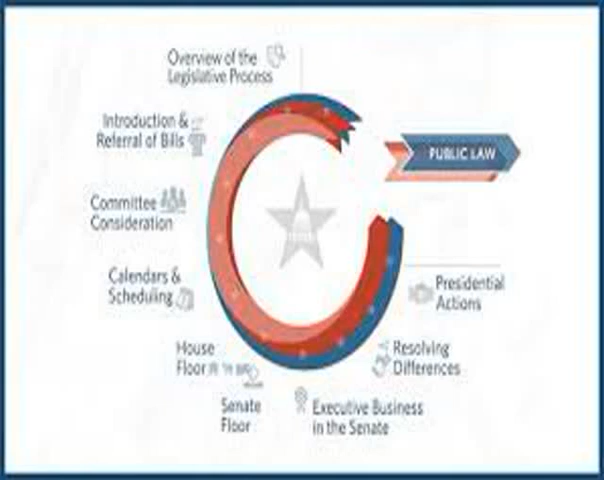 Overview of the
Legislative Process
Introduction &
Referral of Bills
Committee
Consideration
Calendars &
Scheduling
House
Floor
Senate
Floor
Executive Business
in the Senate
Resolving
Differences
Presidential
Actions
PUBLIC LAW